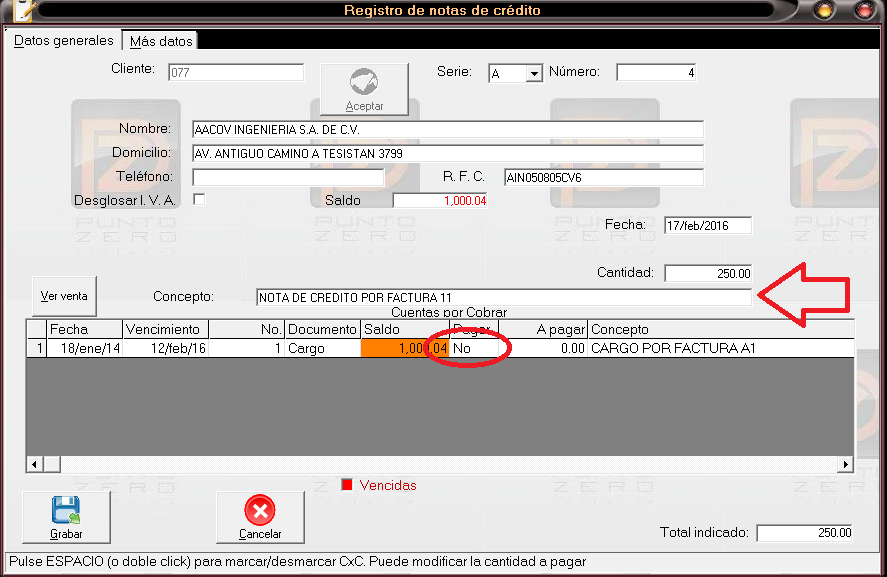 Registro de notas de crédito
Datos generales Más datos
Cliente: 077 Aceptar Serie: A Número: 4
Nombre: AACOV INGENIERIA S.A. DE C.V.
Domicilio: AV. ANTIGUO CAMINO A TESISTAN 3799
Teléfono: R. F. C. AIN050805CV6
Desglosar I. V. A. Saldo 1,000.04
PUNTO ZERO
Fecha: 17/feb/2016
Cantidad: 250.00
Ver venta Concepto: NOTA DE CREDITO POR FACTURA 11
Cuentas por Cobrar
Fecha Vencimiento No. Documento Saldo Pagar A pagar Concepto
1 18/ene/14 12/feb/16 1 Cargo 1,000.04 No 0.00 CARGO POR FACTURA A1
Vencidas
Grabar Cancelar Total indicado: 250.00
Pulse ESPACIO (o doble click) para marcar/desmarcar CxC. Puede modificar la cantidad a pagar